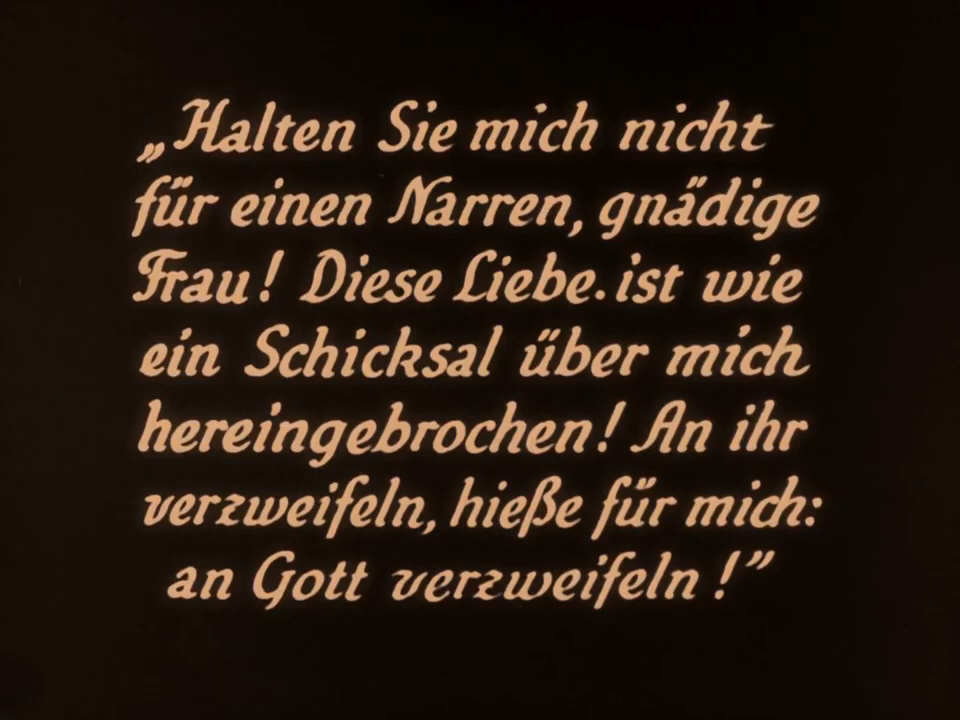 „Halten Sie mich nicht
für einen Narren, gnädige
Frau! Diese Liebe. ist wie
ein Schicksal über mich
hereingebrochen! An ihr
verzweifeln, hieße für mich:
an Gott verzweifeln!”